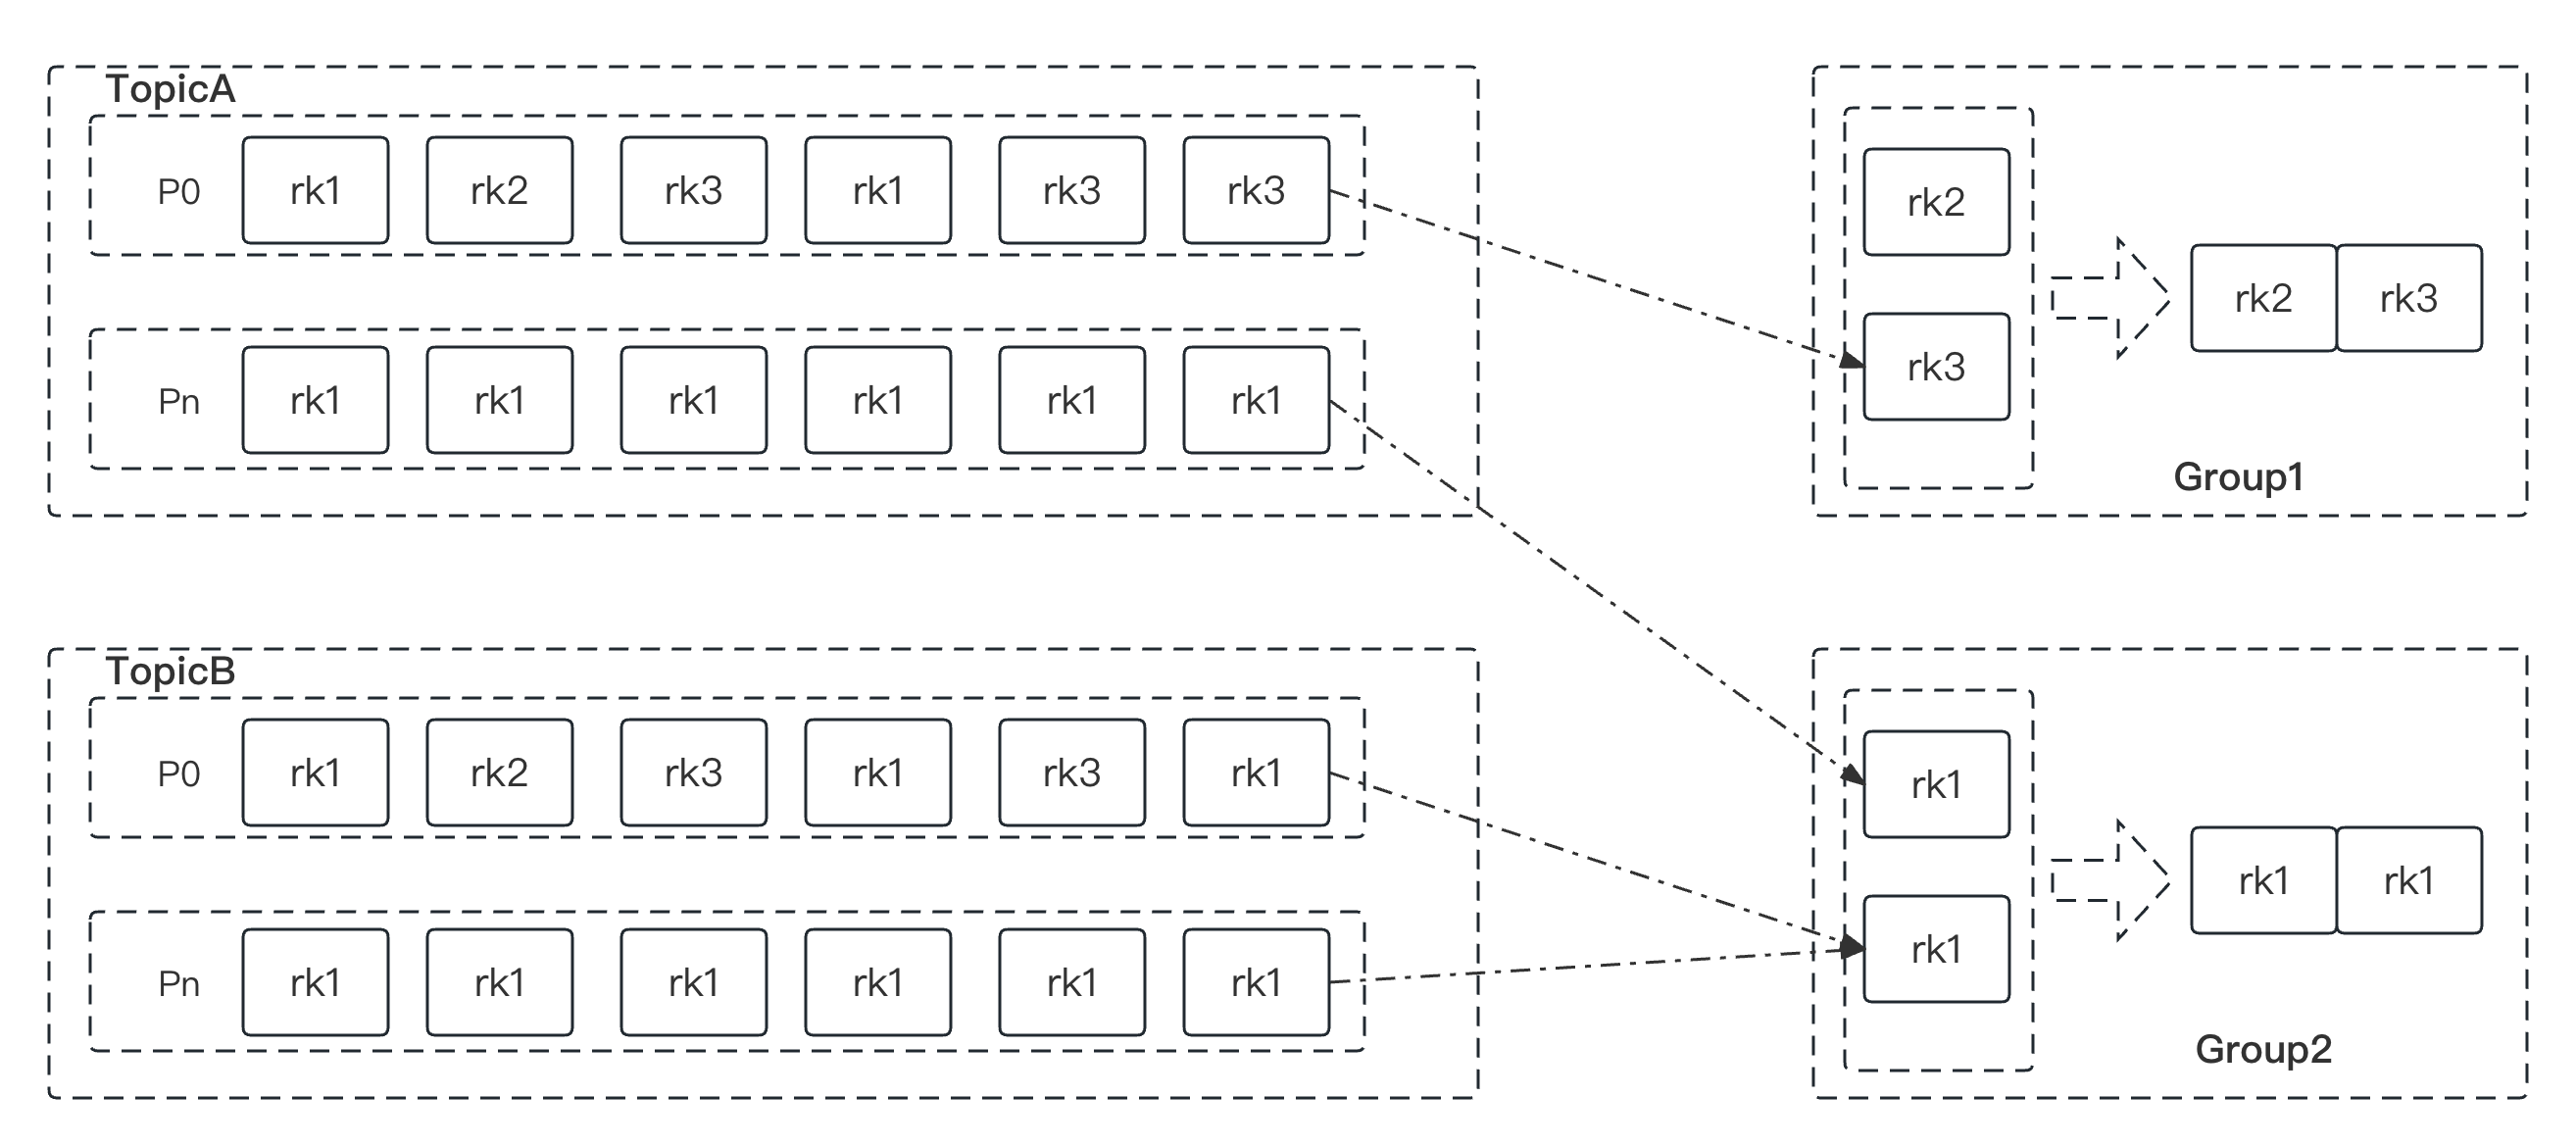 TopicA
P0 rk1 rk2 rk3 rk1 rk3 rk3
Pn rk1 rk1 rk1 rk1 rk1 rk1
rk2
rk3
rk2 rk3
Group1
TopicB
P0 rk1 rk2 rk3 rk1 rk3 rk1
Pn rk1 rk1 rk1 rk1 rk1 rk1
rk1
rk1
rk1 rk1
Group2